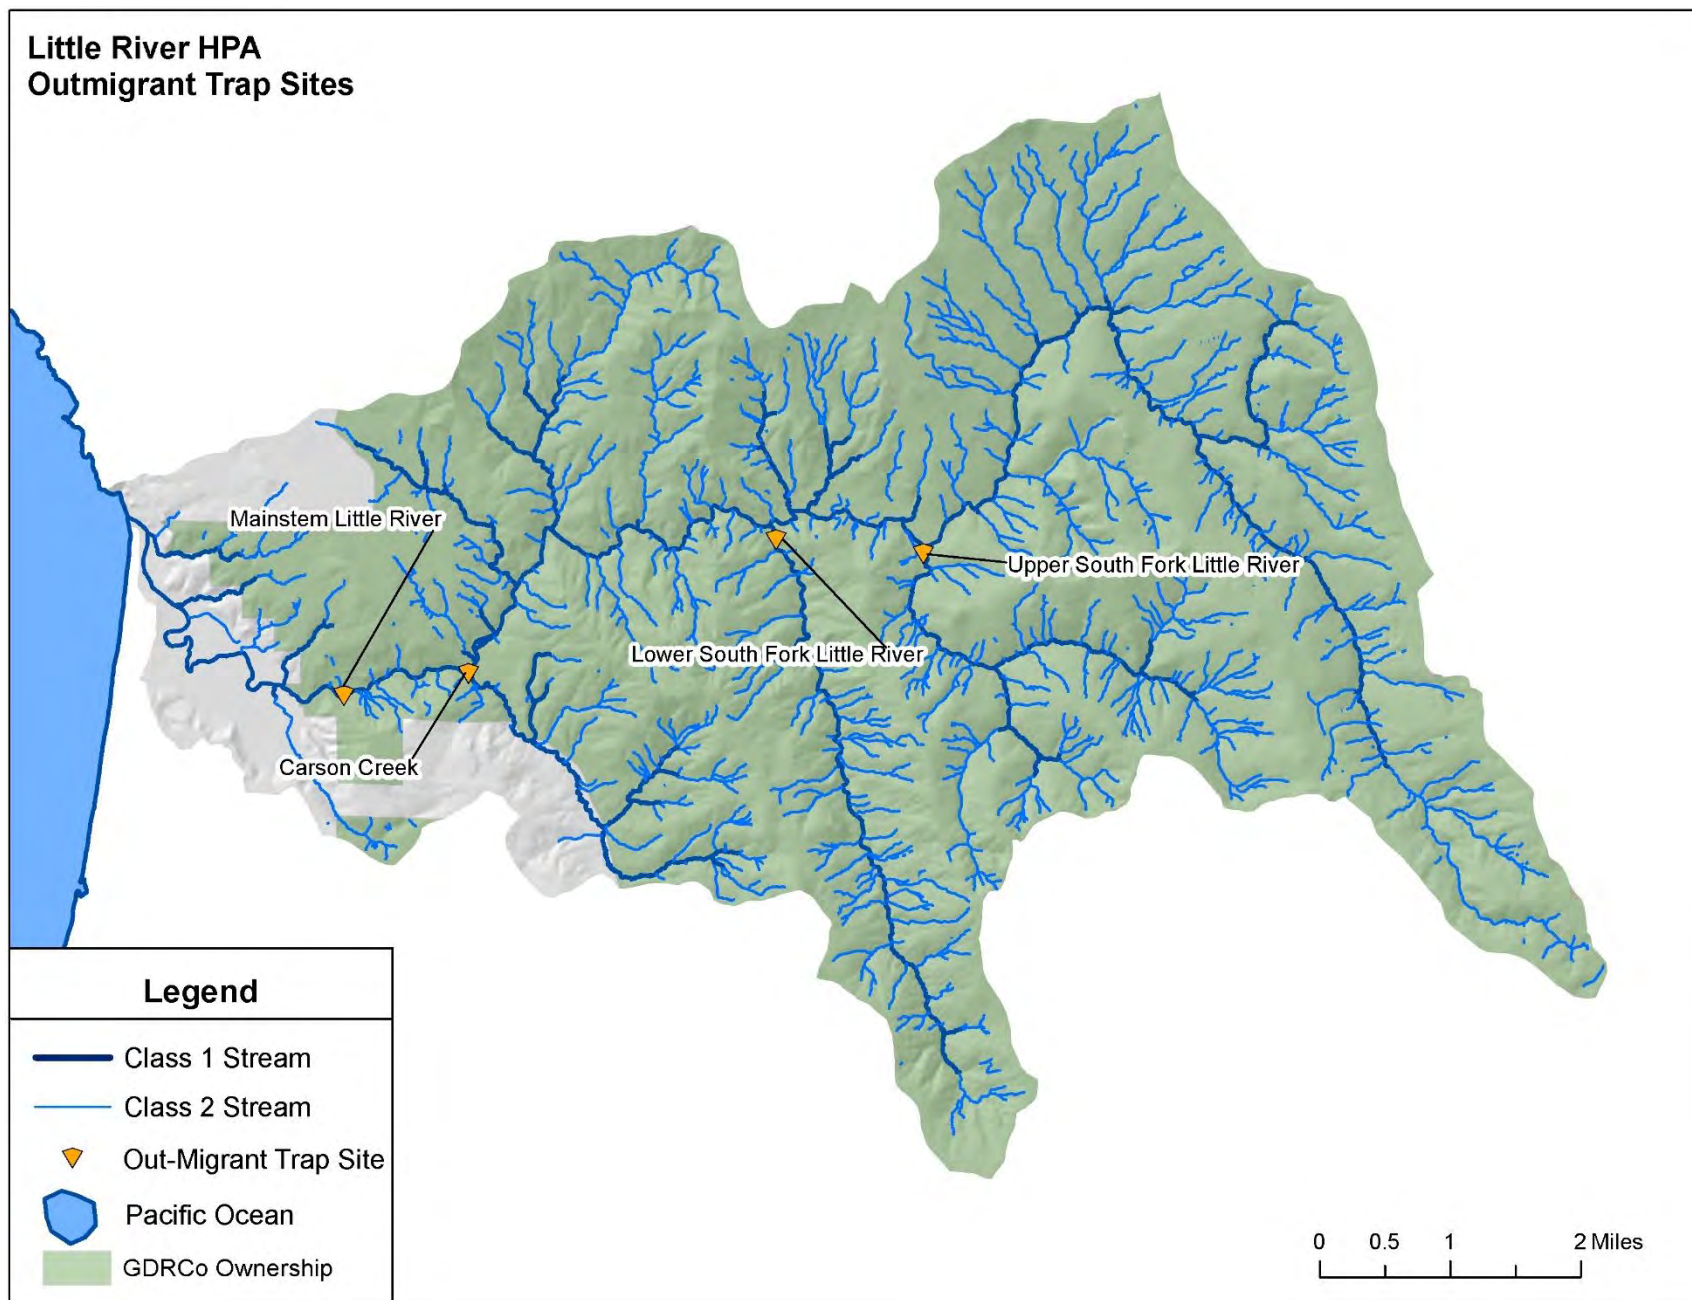 Little River HPA
Outmigrant Trap Sites
Mainstem Little River
Upper South Fork Little River
Lower South Fork Little River
Carson Creek
Legend
Class 1 Stream
Class 2 Stream
Out-Migrant Trap Site
Pacific Ocean
GDRCo Ownership
0 0.5 1 2 Miles